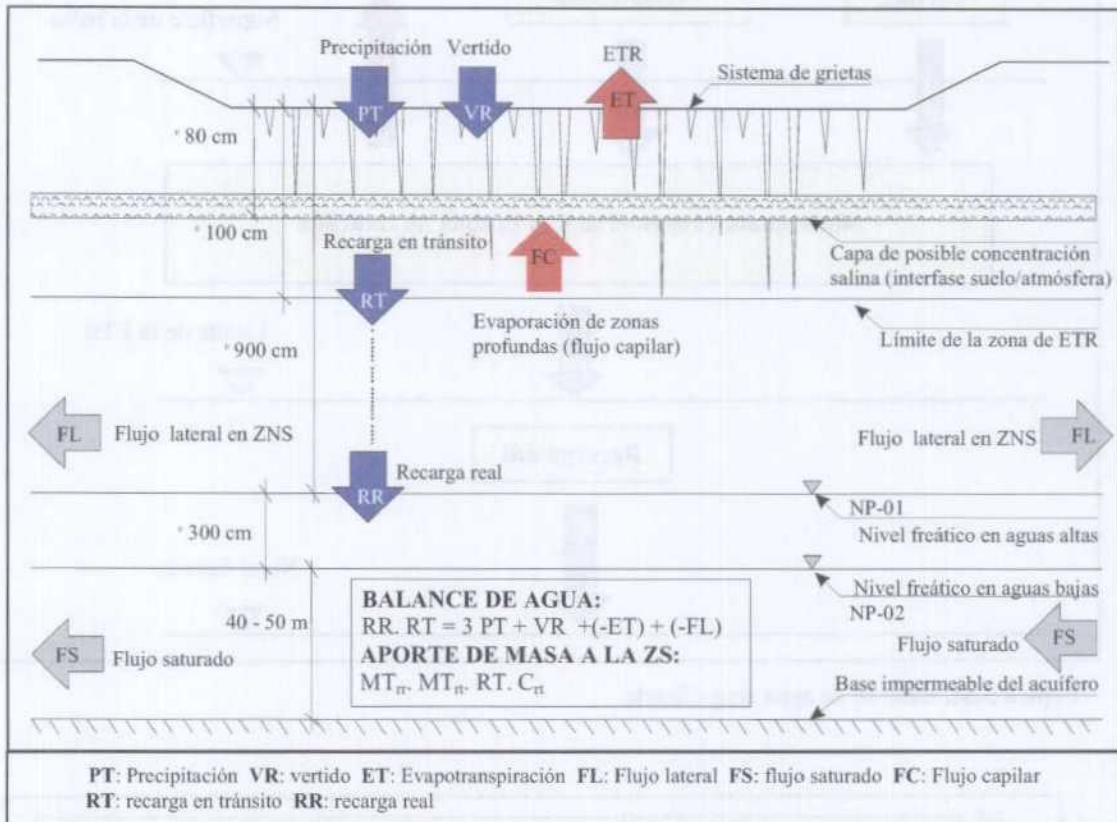 Precipitación Vertido ETR
Sistema de grietas
PT VR ET
° 80 cm
° 100 cm
Recarga en tránsito
FC
Capa de posible concentración
salina (interfase suelo/atmósfera)
RT
Evaporación de zonas
profundas (flujo capilar)
Límite de la zona de ETR
°900 cm
FL Flujo lateral en ZNS
Flujo lateral en ZNS FL
Recarga real
RR
NP-01
Nivel freático en aguas altas
° 300 cm
Nivel freático en aguas bajas
NP-02
BALANCE DE AGUA:
RR. RT = 3 PT + VR +(-ET) + (-FL)
APORTE DE MASA A LA ZS:
MTrr. MTrt. RT. Crt
40 - 50 m
FS Flujo saturado
Flujo saturado FS
Base impermeable del acuífero
PT: Precipitación VR: vertido ET: Evapotranspiración FL: Flujo lateral FS: flujo saturado FC: Flujo capilar
RT: recarga en tránsito RR: recarga real